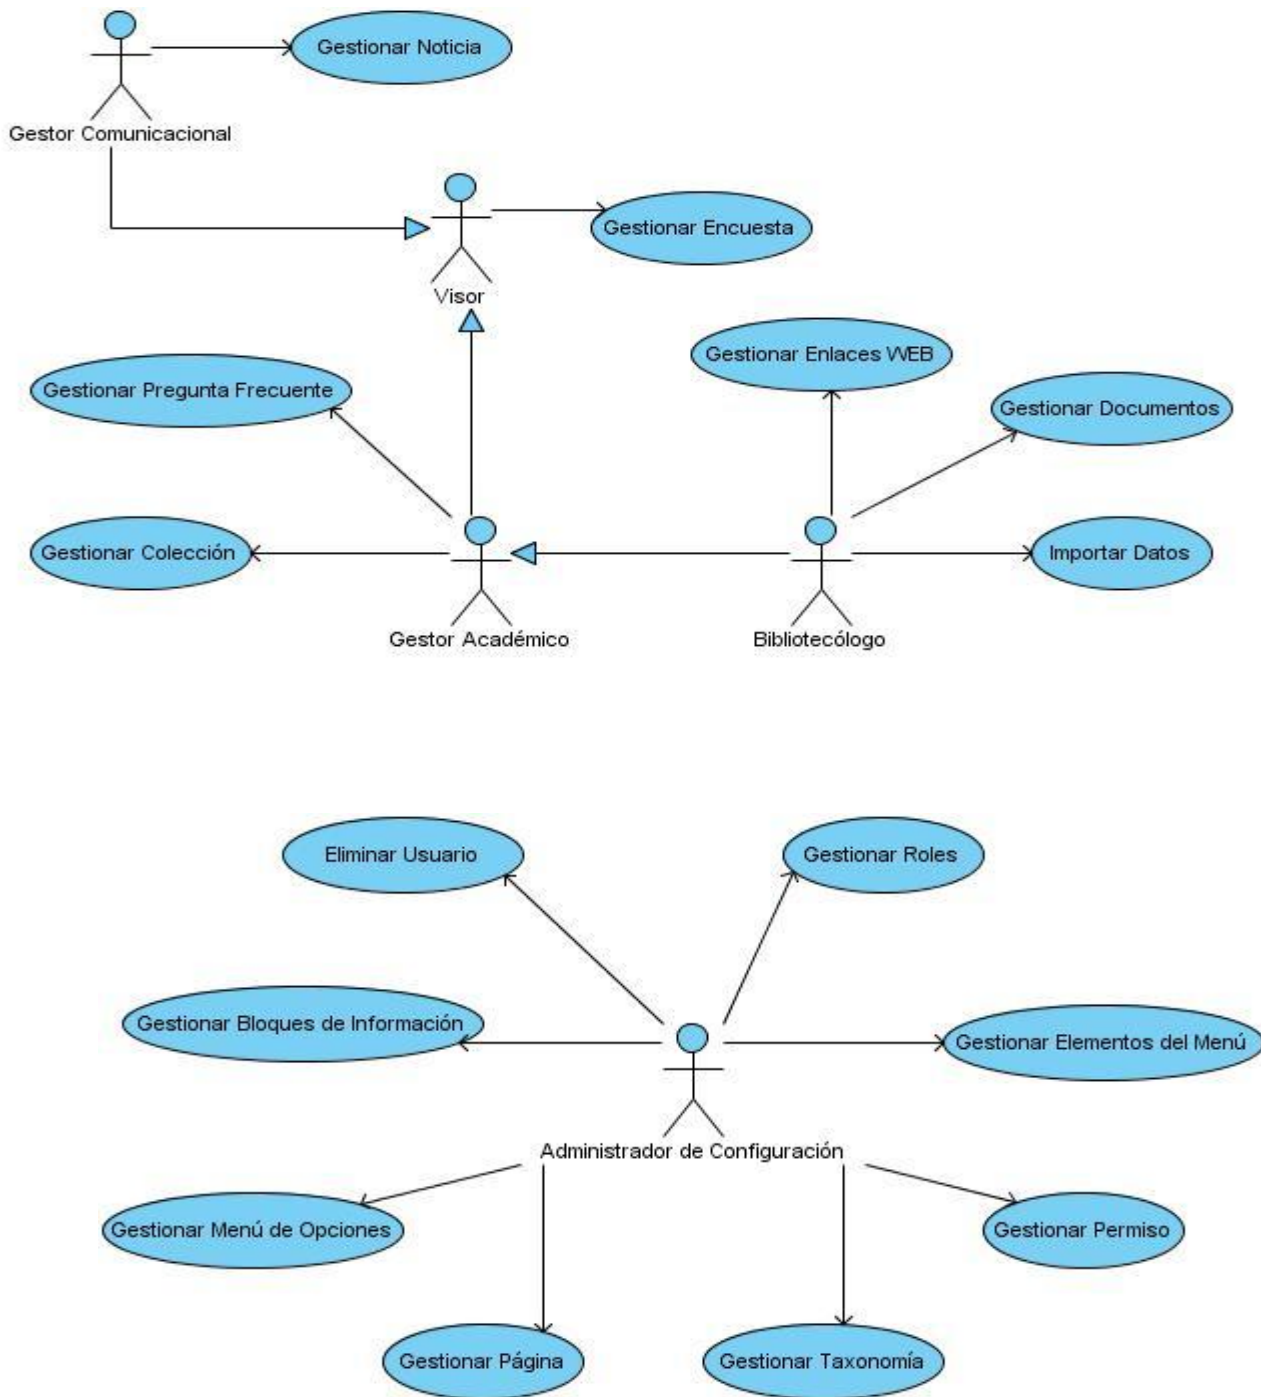 Gestionar Noticia
Gestor Comunicacional
Gestionar Encuesta
Visor
Gestionar Enlaces WEB
Gestionar Pregunta Frecuente
Gestionar Documentos
Gestionar Colección
Importar Datos
Gestor Académico
Bibliotecólogo
Eliminar Usuario
Gestionar Roles
Gestionar Bloques de Información
Gestionar Elementos del Menú
Administrador de Configuración
Gestionar Menú de Opciones
Gestionar Permiso
Gestionar Página
Gestionar Taxonomía